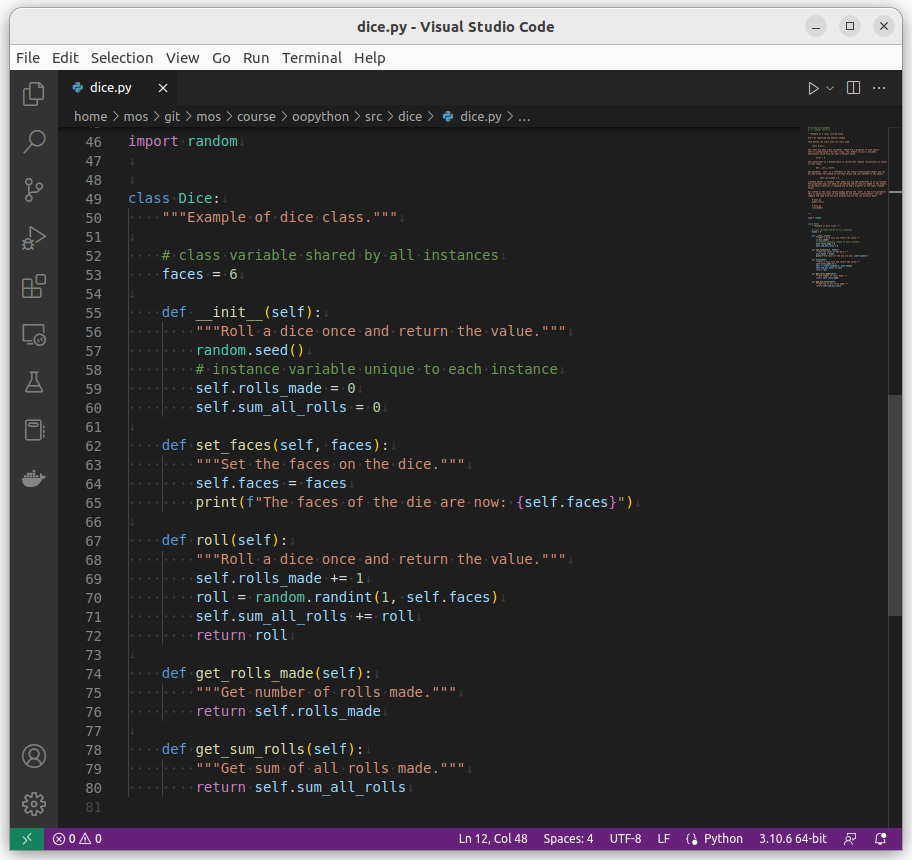 dice.py - Visual Studio Code
File Edit Selection View Go Run Terminal Help
dice.py
home > mos > git > mos > course > oopython > src > dice > dice.py > ...
46 import random
47
48
49 class Dice:
50     """Example of dice class."""
51
52     # class variable shared by all instances
53     faces = 6
54
55     def __init__(self):
56         """Roll a dice once and return the value."""
57         random.seed()
58         # instance variable unique to each instance
59         self.rolls_made = 0
60         self.sum_all_rolls = 0
61
62     def set_faces(self, faces):
63         """Set the faces on the dice."""
64         self.faces = faces
65         print(f"The faces of the die are now: {self.faces}")
66
67     def roll(self):
68         """Roll a dice once and return the value."""
69         self.rolls_made += 1
70         roll = random.randint(1, self.faces)
71         self.sum_all_rolls += roll
72         return roll
73
74     def get_rolls_made(self):
75         """Get number of rolls made."""
76         return self.rolls_made
77
78     def get_sum_rolls(self):
79         """Get sum of all rolls made."""
80         return self.sum_all_rolls
81
0 0 Ln 12, Col 48 Spaces: 4 UTF-8 LF Python 3.10.6 64-bit